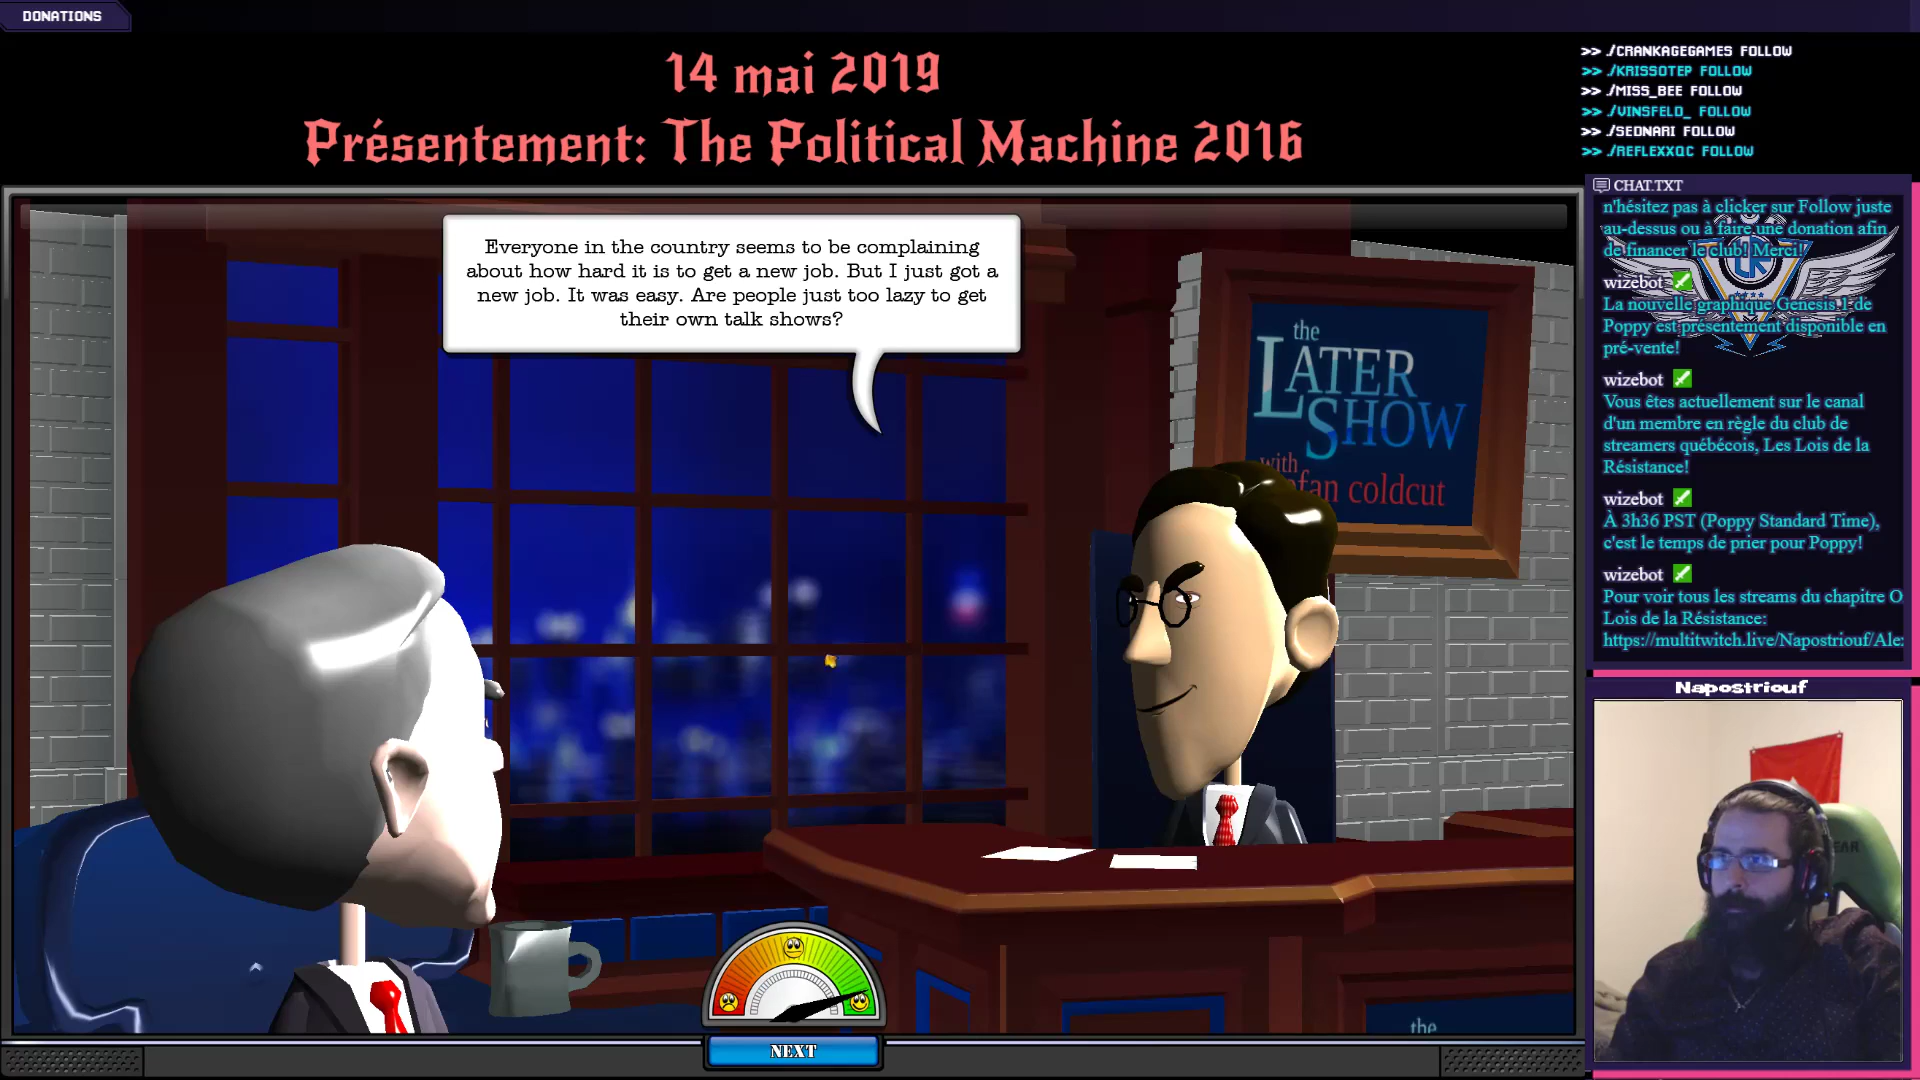 DONATIONS
14 mai 2019
Présentement: The Political Machine 2016
>> ./CRANKAGEGAMES FOLLOW
>> ./KRISSOTEP FOLLOW
>> ./MISS_BEE FOLLOW
>> ./VINSFELD_ FOLLOW
>> ./SEDNARI FOLLOW
>> ./REFLEXXQC FOLLOW
CHAT.TXT
n'hésitez pas à clicker sur Follow juste
au-dessus ou à faire une donation afin
de financer le club! Merci!
wizebot
La nouvelle graphique Genesis 1 de
Poppy est présentement disponible en
pré-vente!
wizebot
Vous êtes actuellement sur le canal
d'un membre en règle du club de
streamers québécois, Les Lois de la
Résistance!
wizebot
À 3h36 PST (Poppy Standard Time),
c'est le temps de prier pour Poppy!
wizebot
Pour voir tous les streams du chapitre O
Lois de la Résistance:
https://multitwitch.live/Napostriouf/Ale
Napostriouf
Everyone in the country seems to be complaining
about how hard it is to get a new job. But I just got a
new job. It was easy. Are people just too lazy to get
their own talk shows?
the
LATER
SHOW
with
fan coldcut
the
NEXT